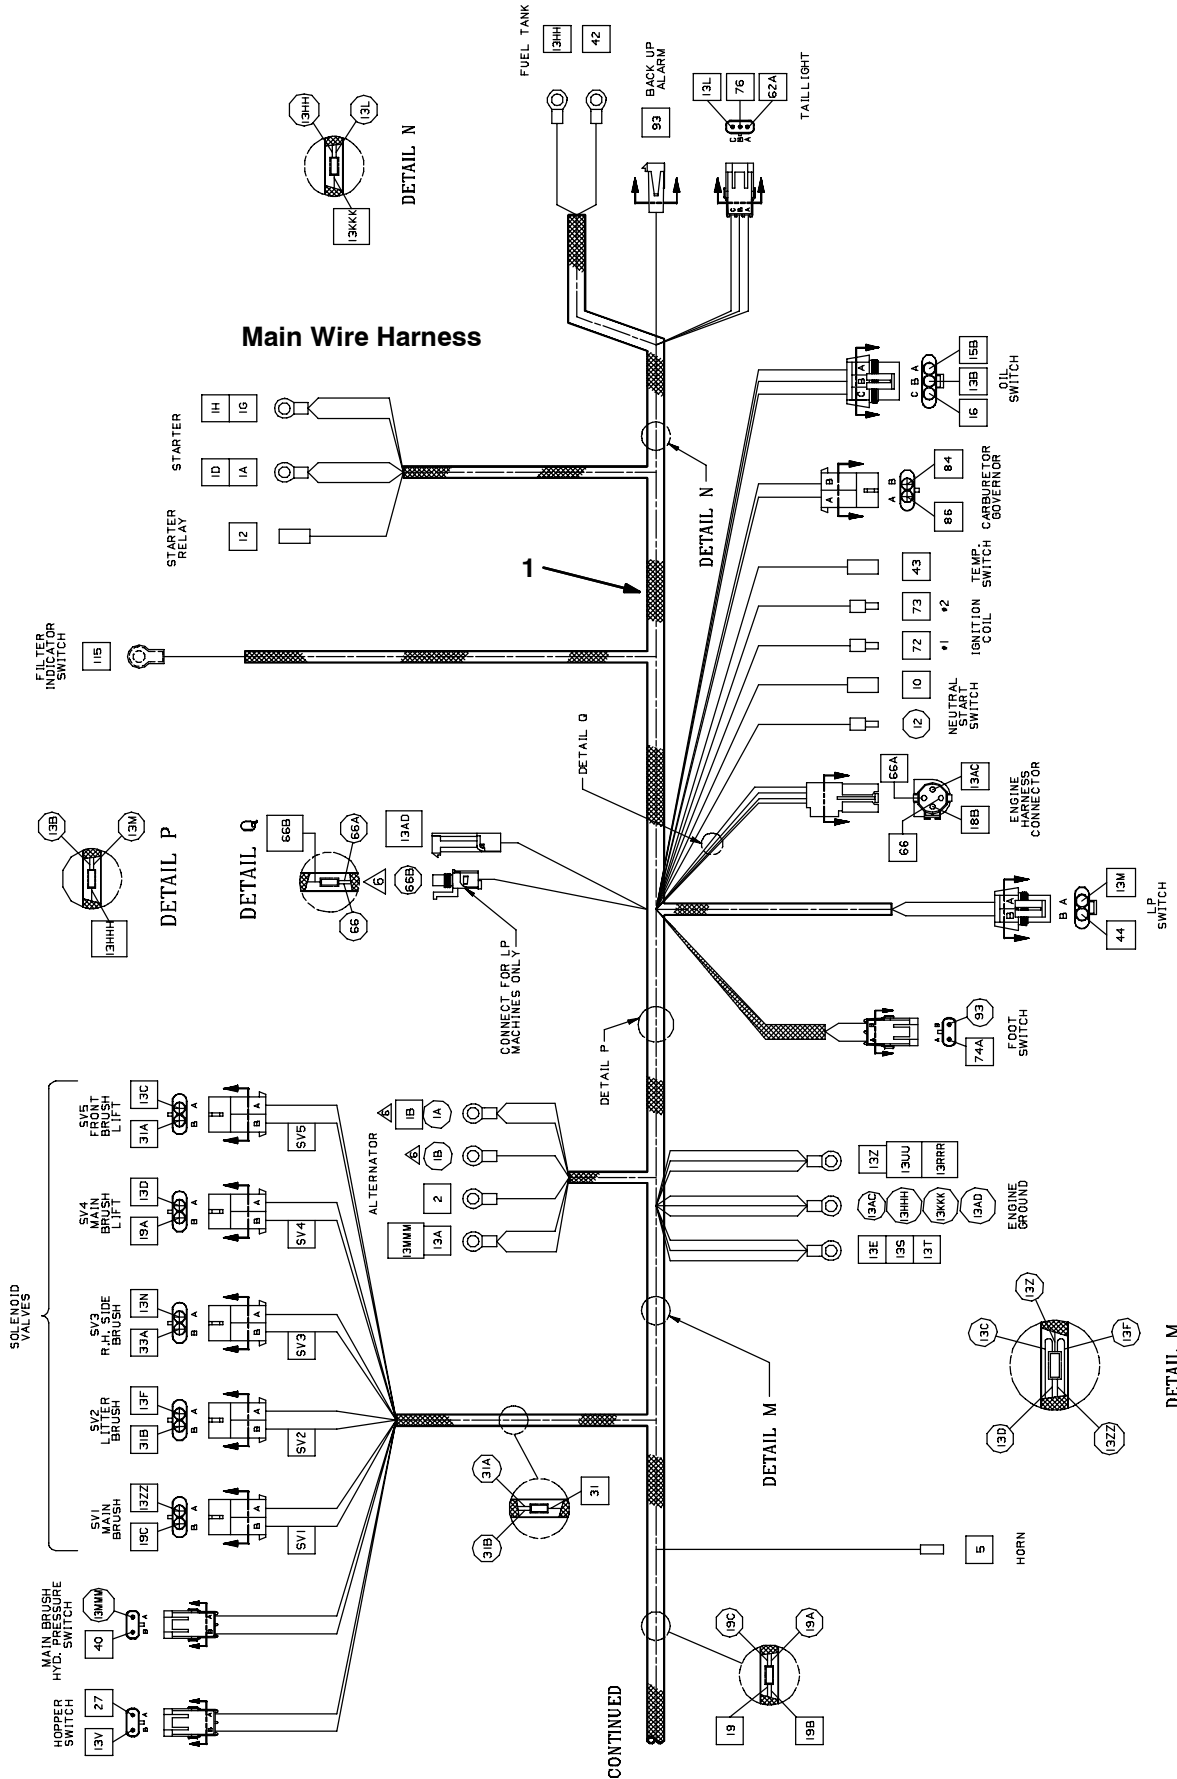 Main Wire Harness
1
FUEL TANK
13HH
42
BACK UP
ALARM
93
13L
76
62A
C
B
A
TAILLIGHT
C
B
A
13HH
13L
13KKK
DETAIL N
STARTER
1H
1G
1D
1A
STARTER
RELAY
12
DETAIL N
C
B
A
C
B
A
15B
13B
16
OIL
SWITCH
A
B
A
B
84
86
CARBURETOR
GOVERNOR
43
TEMP.
SWITCH
73
#2
72
#1
IGNITION
COIL
10
12
NEUTRAL
START
SWITCH
FILTER
INDICATOR
SWITCH
115
DETAIL Q
66A
13AC
66
18B
ENGINE
HARNESS
CONNECTOR
13B
13M
13HHH
DETAIL P
66B
66A
66
DETAIL Q
6
66B
13AD
CONNECT FOR LP
MACHINES ONLY
B
A
B
A
13M
44
LP
SWITCH
A
B
A
B
93
74A
FOOT
SWITCH
DETAIL P
SOLENOID
VALVES
SV5
FRONT
BRUSH
LIFT
13C
31A
A
B
A
B
SV5
SV4
MAIN
BRUSH
LIFT
13D
19A
A
B
A
B
SV4
SV3
R.H. SIDE
BRUSH
13N
33A
A
B
A
B
SV3
SV2
LITTER
BRUSH
13F
31B
A
B
A
B
SV2
SV1
MAIN
BRUSH
13ZZ
19C
A
B
A
B
SV1
MAIN BRUSH
HYD. PRESSURE
SWITCH
13MMM
40
A
B
A
B
HOPPER
SWITCH
27
13V
A
B
A
B
ALTERNATOR
6
1B
1A
6
1B
2
13MMM
13A
13Z
13UU
13RRR
13AC
13HHH
13KKK
13AD
13E
13S
13T
ENGINE
GROUND
DETAIL M
13Z
13C
13F
13D
13ZZ
DETAIL M
31A
31
31B
5
HORN
19C
19A
19
19B
CONTINUED